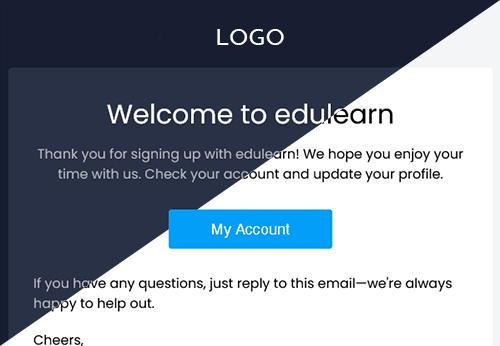 LOGO
Welcome to edulearn
Thank you for signing up with edulearn! We hope you enjoy your
time with us. Check your account and update your profile.
My Account
If you have any questions, just reply to this email—we're always
happy to help out.
Cheers,